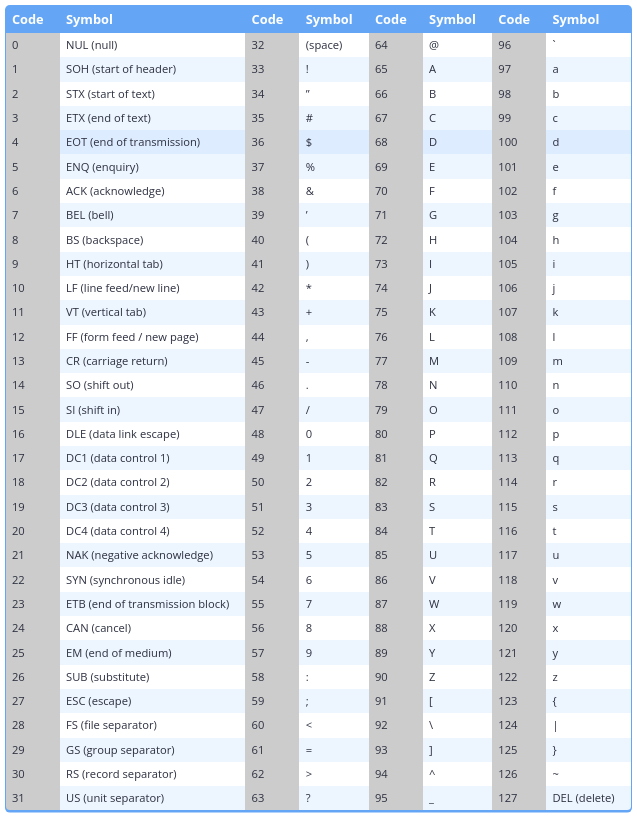 Code Symbol Code Symbol Code Symbol Code Symbol
0 NUL (null) 32 (space) 64 @ 96 `
1 SOH (start of header) 33 ! 65 A 97 a
2 STX (start of text) 34 " 66 B 98 b
3 ETX (end of text) 35 # 67 C 99 c
4 EOT (end of transmission) 36 $ 68 D 100 d
5 ENQ (enquiry) 37 % 69 E 101 e
6 ACK (acknowledge) 38 & 70 F 102 f
7 BEL (bell) 39 ' 71 G 103 g
8 BS (backspace) 40 ( 72 H 104 h
9 HT (horizontal tab) 41 ) 73 I 105 i
10 LF (line feed/new line) 42 * 74 J 106 j
11 VT (vertical tab) 43 + 75 K 107 k
12 FF (form feed / new page) 44 , 76 L 108 l
13 CR (carriage return) 45 - 77 M 109 m
14 SO (shift out) 46 . 78 N 110 n
15 SI (shift in) 47 / 79 O 111 o
16 DLE (data link escape) 48 0 80 P 112 p
17 DC1 (data control 1) 49 1 81 Q 113 q
18 DC2 (data control 2) 50 2 82 R 114 r
19 DC3 (data control 3) 51 3 83 S 115 s
20 DC4 (data control 4) 52 4 84 T 116 t
21 NAK (negative acknowledge) 53 5 85 U 117 u
22 SYN (synchronous idle) 54 6 86 V 118 v
23 ETB (end of transmission block) 55 7 87 W 119 w
24 CAN (cancel) 56 8 88 X 120 x
25 EM (end of medium) 57 9 89 Y 121 y
26 SUB (substitute) 58 : 90 Z 122 z
27 ESC (escape) 59 ; 91 [ 123 {
28 FS (file separator) 60 < 92 \ 124 |
29 GS (group separator) 61 = 93 ] 125 }
30 RS (record separator) 62 > 94 ^ 126 ~
31 US (unit separator) 63 ? 95 _ 127 DEL (delete)